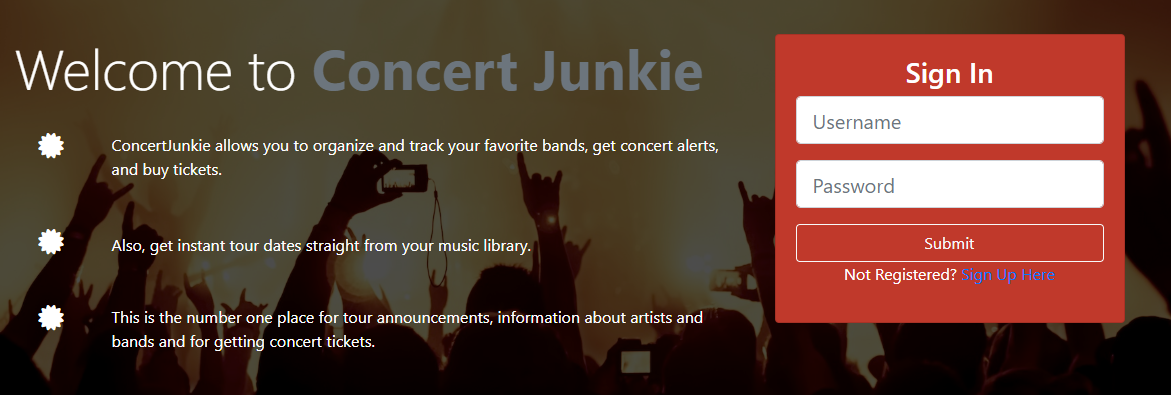 Welcome to Concert Junkie
ConcertJunkie allows you to organize and track your favorite bands, get concert alerts,
and buy tickets.
Also, get instant tour dates straight from your music library.
This is the number one place for tour announcements, information about artists and
bands and for getting concert tickets.
Sign In
Username
Password
Submit
Not Registered? Sign Up Here